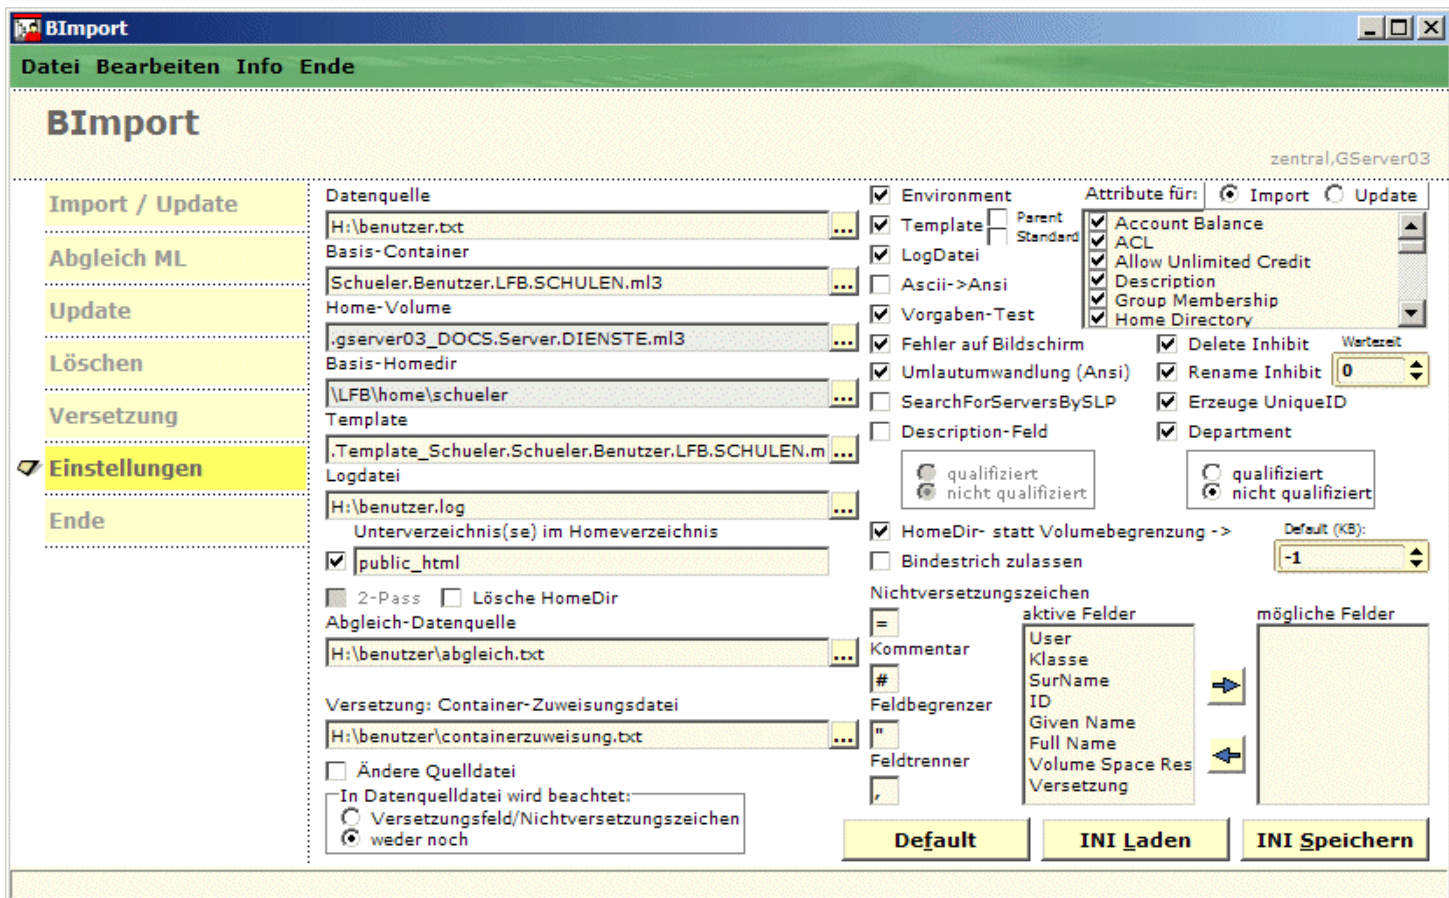 BImport
Datei Bearbeiten Info Ende
BImport
zentral,GServer03
Import / Update
Abgleich ML
Update
Löschen
Versetzung
Einstellungen
Ende
Datenquelle
H:\benutzer.txt
...
Basis-Container
Schueler.Benutzer.LFB.SCHULEN.ml3
...
Home-Volume
.gserver03_DOCS.Server.DIENSTE.ml3
...
Basis-Homedir
\LFB\home\schueler
...
Template
.Template_Schueler.Schueler.Benutzer.LFB.SCHULEN.m
...
Logdatei
H:\benutzer.log
...
Unterverzeichnis(se) im Homeverzeichnis
public_html
2-Pass Lösche HomeDir
Abgleich-Datenquelle
H:\benutzer\abgleich.txt
...
Versetzung: Container-Zuweisungsdatei
H:\benutzer\containerzuweisung.txt
...
Ändere Quelldatei
In Datenquelldatei wird beachtet:
Versetzungsfeld/Nichtversetzungszeichen
weder noch
Environment
Template
Parent
Standard
LogDatei
Ascii->Ansi
Vorgaben-Test
Attribute für: Import Update
Account Balance
ACL
Allow Unlimited Credit
Description
Group Membership
Home Directory
Fehler auf Bildschirm
Umlautumwandlung (Ansi)
SearchForServersBySLP
Description-Feld
qualifiziert
nicht qualifiziert
Delete Inhibit
Rename Inhibit
Erzeuge UniqueID
Department
qualifiziert
nicht qualifiziert
Wartezeit
0
HomeDir- statt Volumebegrenzung ->
Default (KB):
-1
Bindestrich zulassen
Nichtversetzungszeichen
=
Kommentar
#
Feldbegrenzer
"
Feldtrenner
,
aktive Felder
User
Klasse
SurName
ID
Given Name
Full Name
Volume Space Res
Versetzung
mögliche Felder
Default
INI Laden
INI Speichern